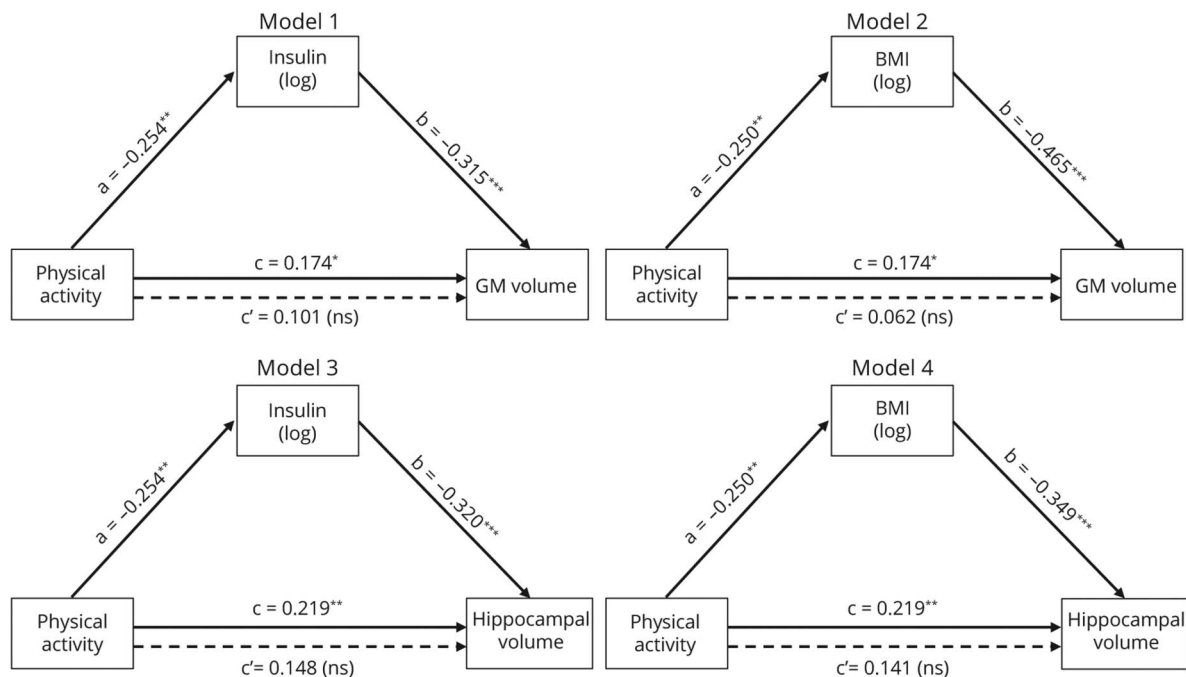 Model 1
Insulin
(log)
a = −0.254**
b = −0.315***
Physical
activity
c = 0.174*
c’ = 0.101 (ns)
GM volume
Model 2
BMI
(log)
a = −0.250**
b = −0.465***
Physical
activity
c = 0.174*
c’ = 0.062 (ns)
GM volume
Model 3
Insulin
(log)
a = −0.254**
b = −0.320***
Physical
activity
c = 0.219**
c’= 0.148 (ns)
Hippocampal
volume
Model 4
BMI
(log)
a = −0.250**
b = −0.349***
Physical
activity
c = 0.219**
c’= 0.141 (ns)
Hippocampal
volume